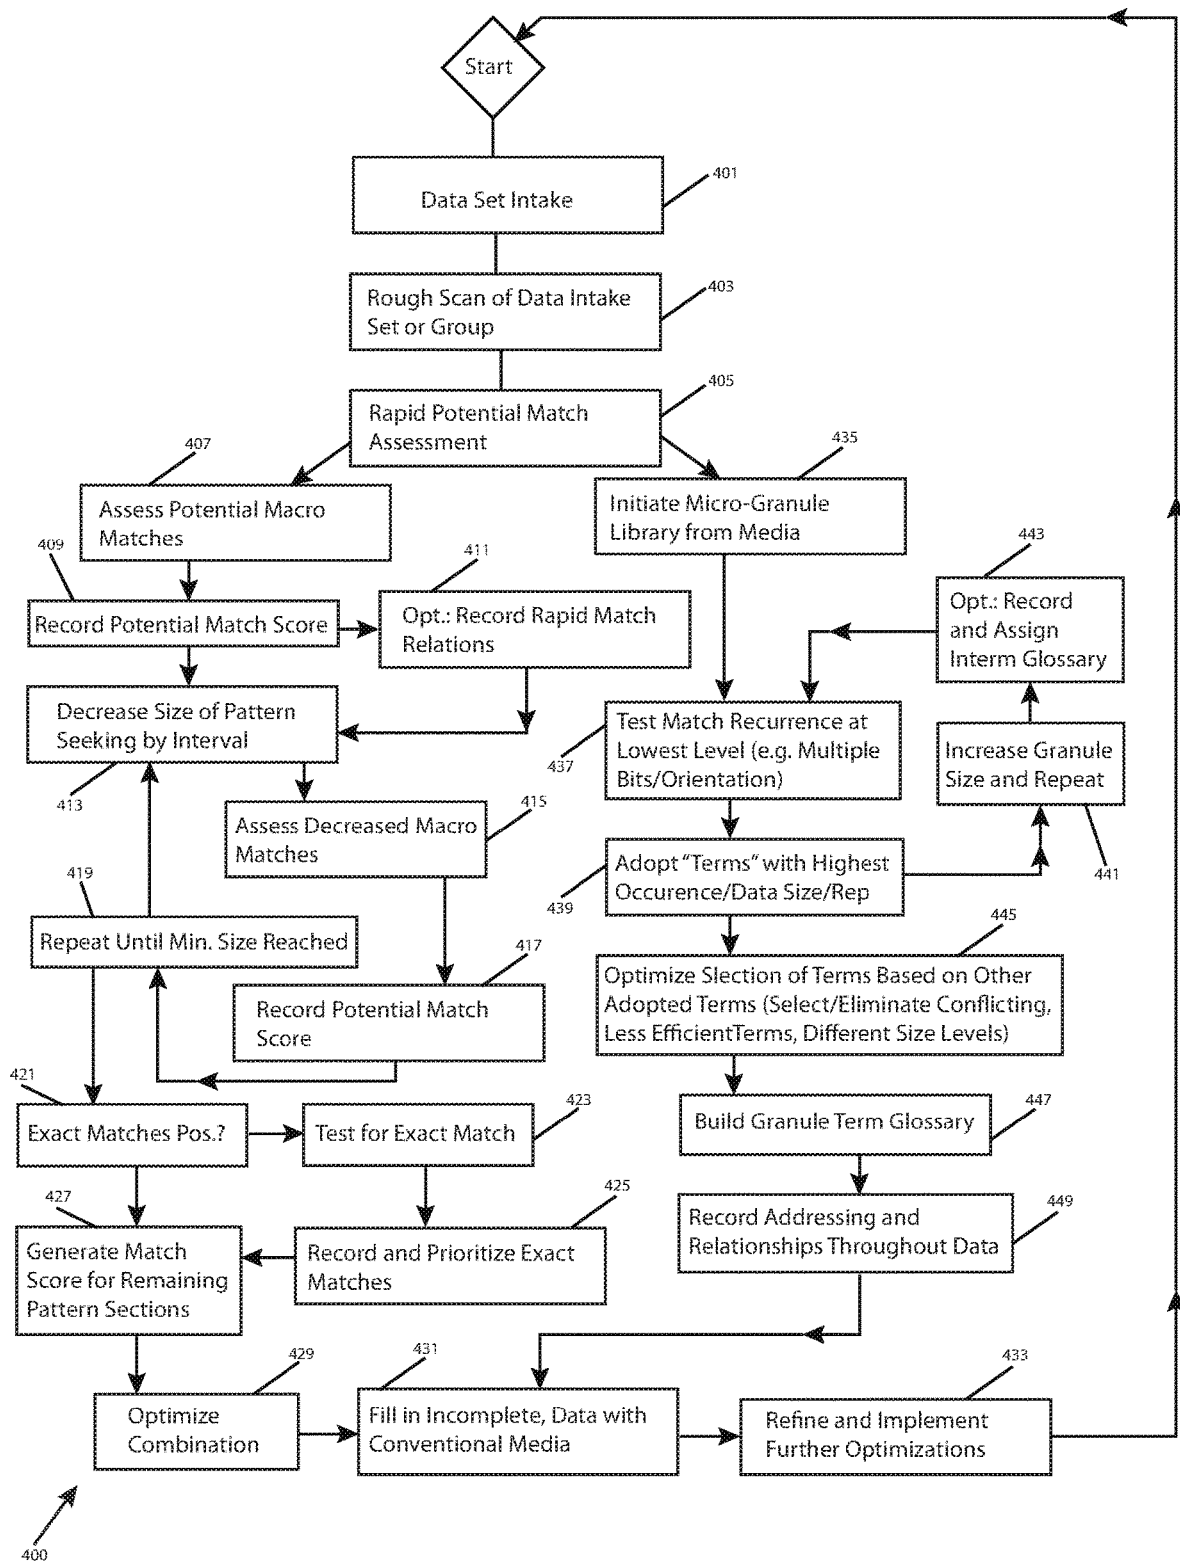 Start
401
Data Set Intake
403
Rough Scan of Data Intake
Set or Group
405
Rapid Potential Match
Assessment
407
Assess Potential Macro
Matches
435
Initiate Micro-Granule
Library from Media
409
Record Potential Match Score
411
Opt.: Record Rapid Match
Relations
443
Opt.: Record
and Assign
Interm Glossary
Decrease Size of Pattern
Seeking by Interval
413
Test Match Recurrence at
Lowest Level (e.g. Multiple
Bits/Orientation)
437
Increase Granule
Size and Repeat
441
415
Assess Decreased Macro
Matches
Adopt "Terms" with Highest
Occurence/Data Size/Rep
439
419
Repeat Until Min. Size Reached
417
Record Potential Match
Score
445
Optimize Slection of Terms Based on Other
Adopted Terms (Select/Eliminate Conflicting,
Less EfficientTerms, Different Size Levels)
421
Exact Matches Pos.?
423
Test for Exact Match
447
Build Granule Term Glossary
427
Generate Match
Score for Remaining
Pattern Sections
425
Record and Prioritize Exact
Matches
449
Record Addressing and
Relationships Throughout Data
429
Optimize
Combination
431
Fill in Incomplete, Data with
Conventional Media
433
Refine and Implement
Further Optimizations
400